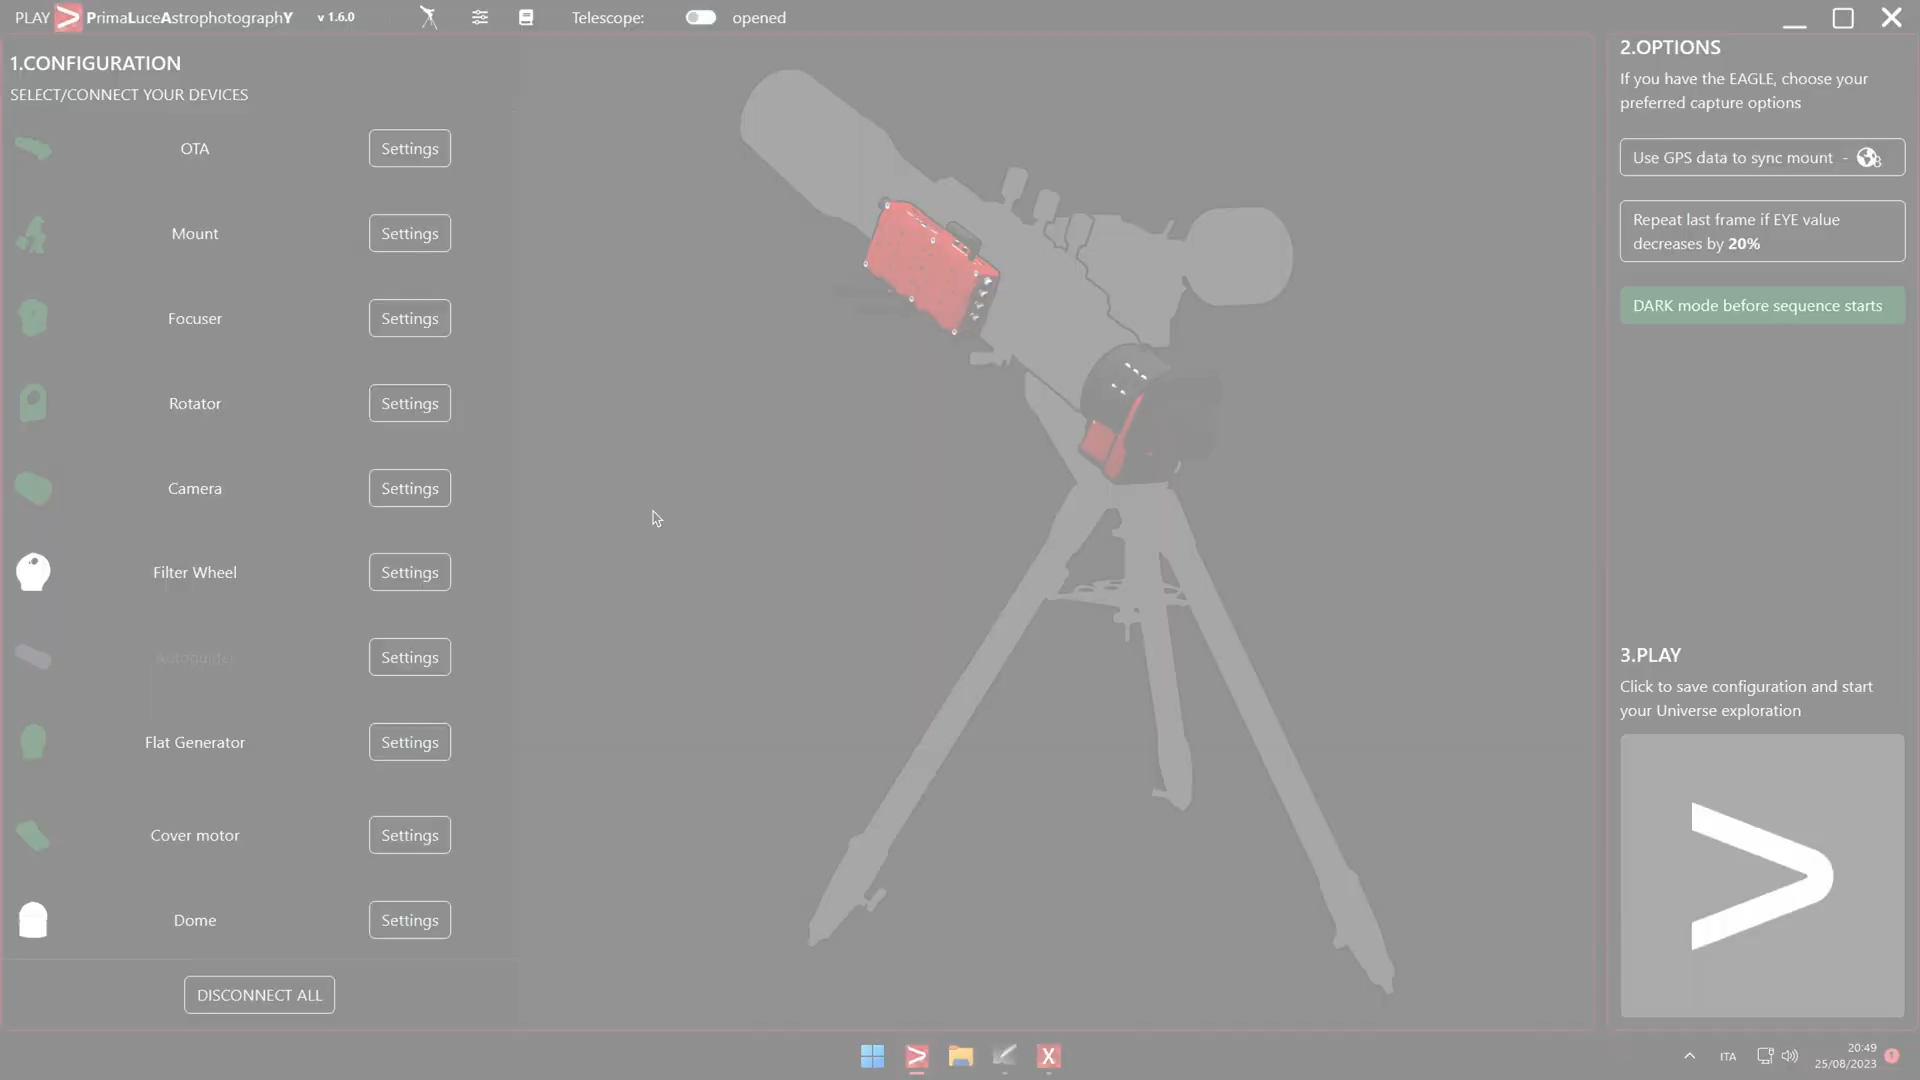 PLAY > PrimaLuceAstrophotographY v 1.6.0 Telescope: opened
1.CONFIGURATION
SELECT/CONNECT YOUR DEVICES
OTA Settings
Mount Settings
Focuser Settings
Rotator Settings
Camera Settings
Filter Wheel Settings
Autoguider Settings
Flat Generator Settings
Cover motor Settings
Dome Settings
DISCONNECT ALL
2.OPTIONS
If you have the EAGLE, choose your
preferred capture options
Use GPS data to sync mount -
Repeat last frame if EYE value
decreases by 20%
DARK mode before sequence starts
3.PLAY
Click to save configuration and start
your Universe exploration
X
ITA
20:49
25/08/2023
1